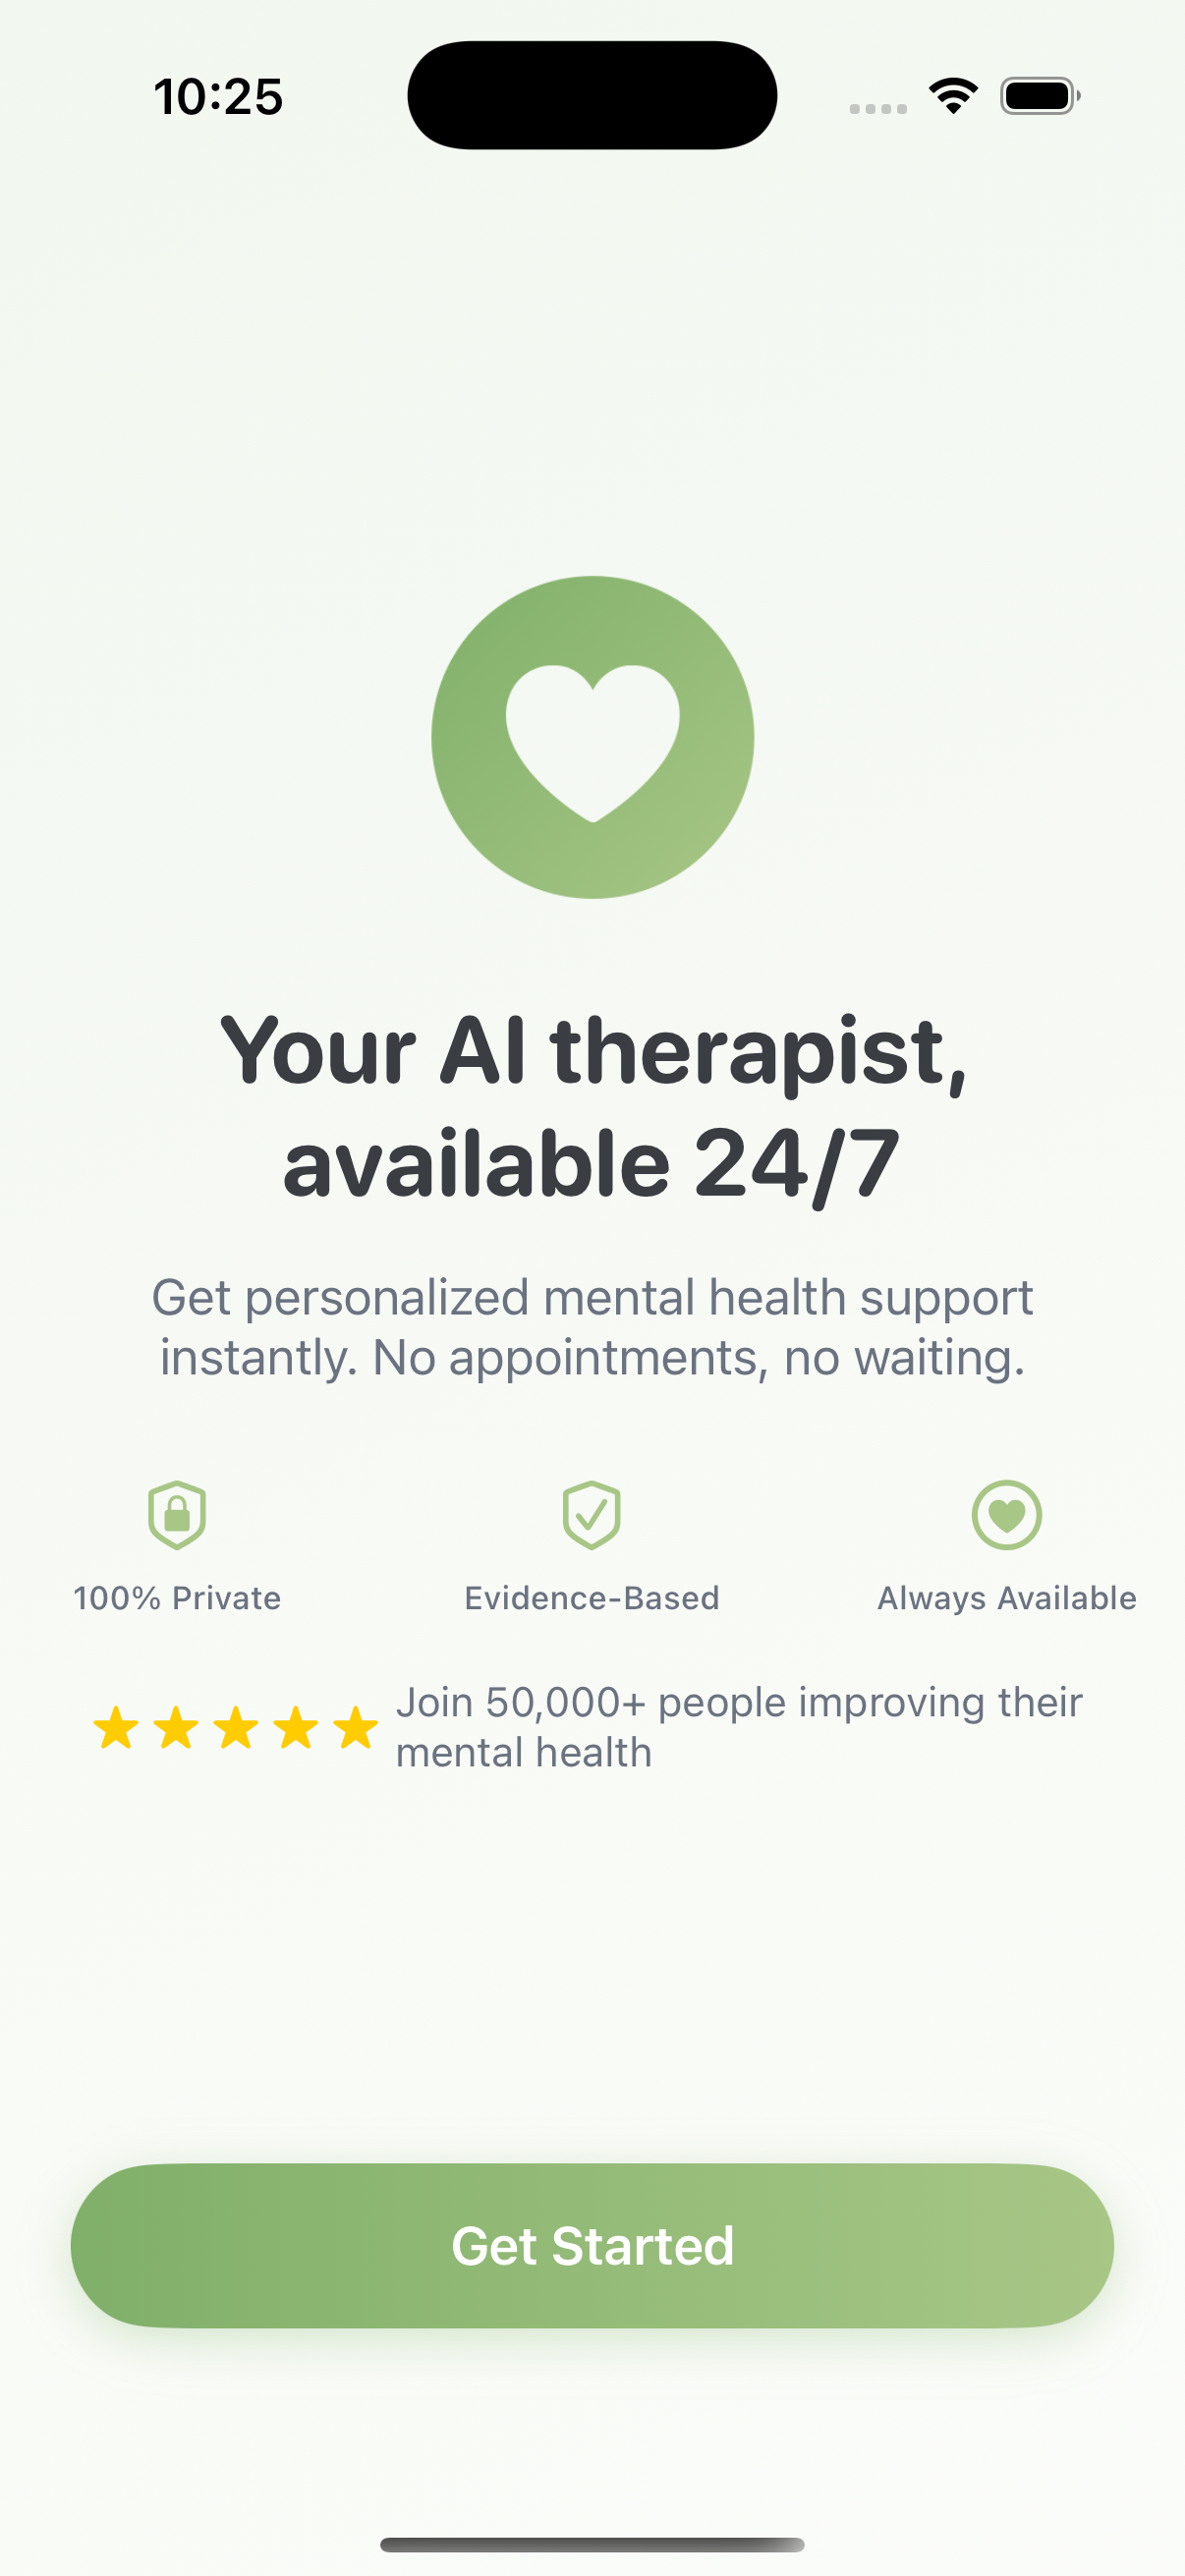 10:25
Your AI therapist,
available 24/7
Get personalized mental health support
instantly. No appointments, no waiting.
100% Private
Evidence-Based
Always Available
Join 50,000+ people improving their
mental health
Get Started